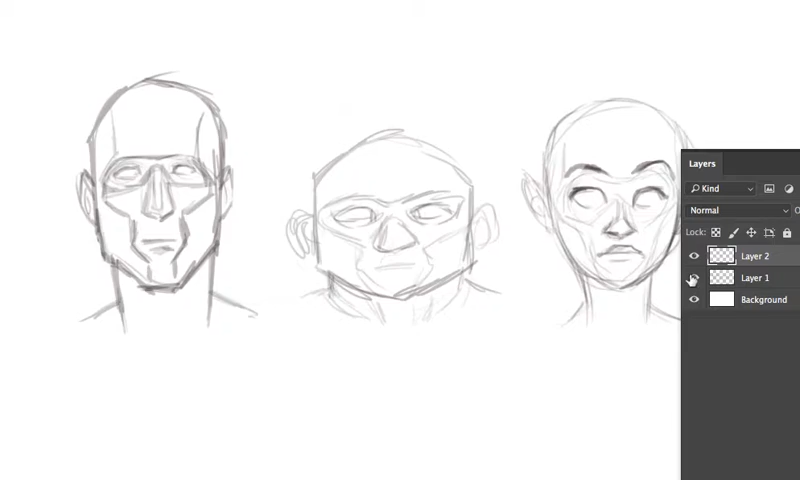 Layers
Kind
Normal
O
Lock:
Layer 2
Layer 1
Background